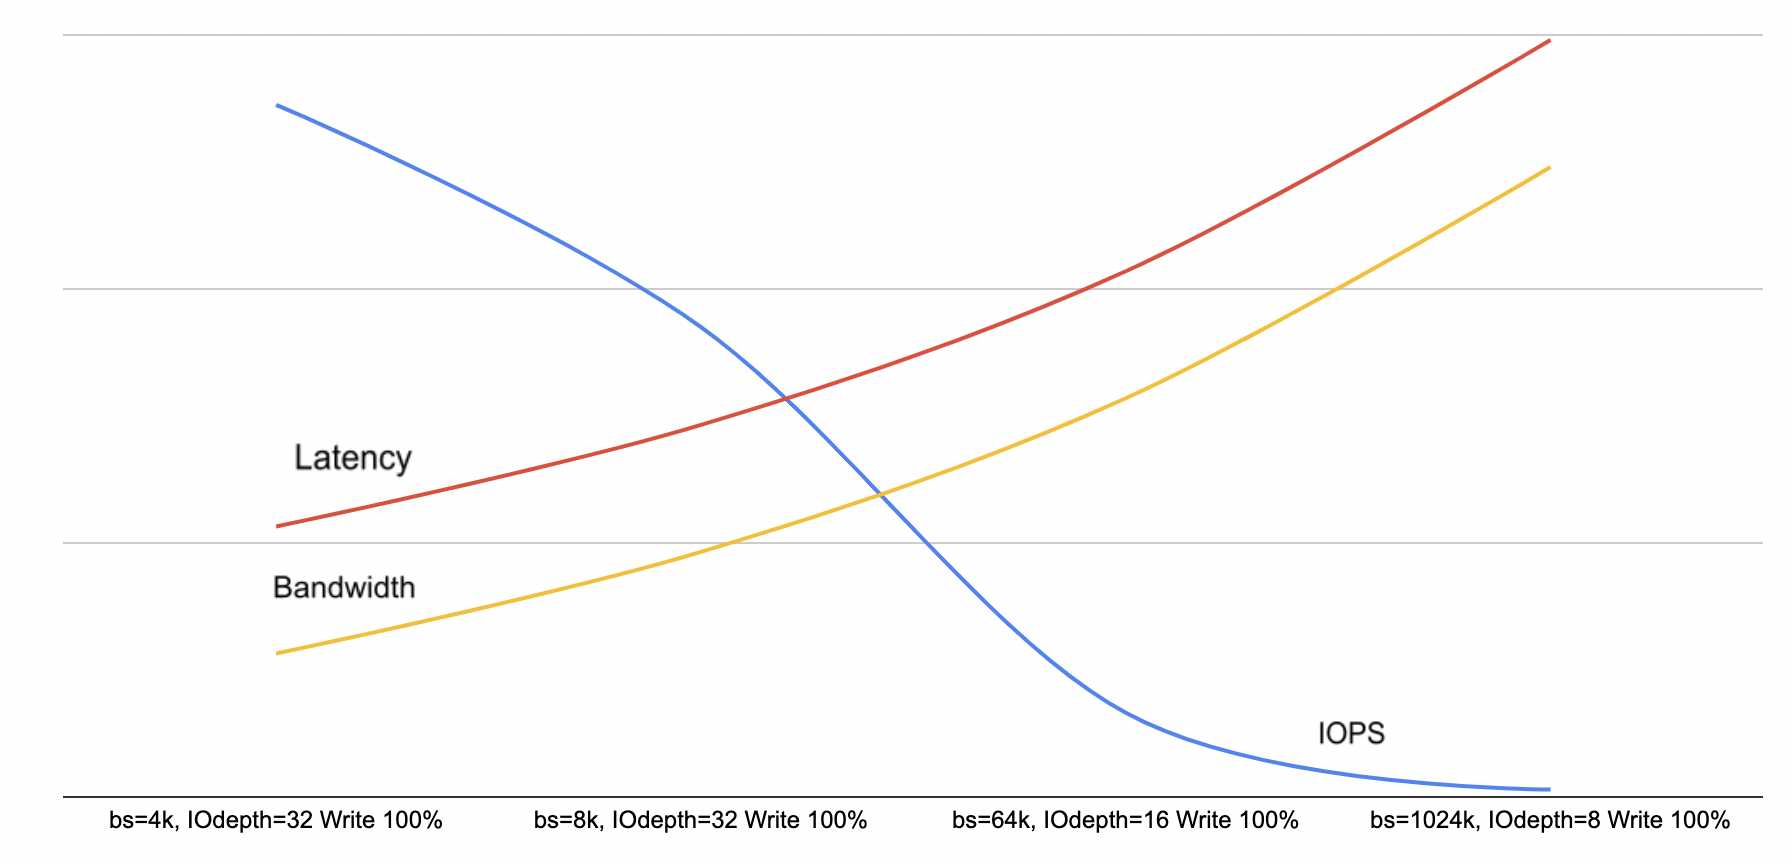 Latency
Bandwidth
IOPS
bs=4k, IOdepth=32 Write 100%
bs=8k, IOdepth=32 Write 100%
bs=64k, IOdepth=16 Write 100%
bs=1024k, IOdepth=8 Write 100%